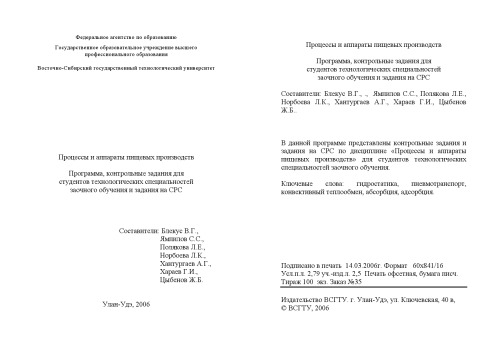 Федеральное агентство по образованию
Государственное образовательное учреждение высшего
профессионального образования
Восточно-Сибирский государственный технологический университет
Процессы и аппараты пищевых производств
Программа, контрольные задания для
студентов технологических специальностей
заочного обучения и задания на СРС
Составители: Блекус В.Г.,
Ямпилов С.С.,
Полякова Л.Е.,
Норбоева Л.К.,
Хантургаев А.Г.,
Хараев Г.И.,
Цыбенов Ж.Б.
Улан-Удэ, 2006
Процессы и аппараты пищевых производств
Программа, контрольные задания для
студентов технологических специальностей
заочного обучения и задания на СРС
Составители: Блекус В.Г., ., Ямпилов С.С., Полякова Л.Е.,
Норбоева Л.К., Хантургаев А.Г., Хараев Г.И., Цыбенов
Ж.Б..
В данной программе представлены контрольные задания и
задания на СРС по дисциплине «Процессы и аппараты
пищевых производств» для студентов технологических
специальностей заочного обучения.
Ключевые слова: гидростатика, пневмотранспорт,
конвективный теплообмен, абсорбция, адсорбция.
Подписано в печать 14.03.2006г. Формат 60х841/16
Усл.п.л. 2,79 уч.-изд.л. 2,5 Печать офсетная, бумага писч.
Тираж 100 экз. Заказ №35
Издательство ВСГТУ. г. Улан-Удэ, ул. Ключевская, 40 в,
© ВСГТУ, 2006